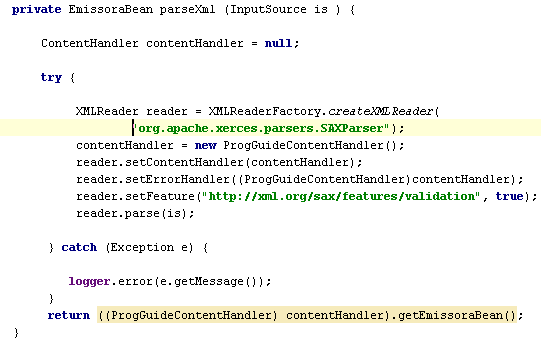 private EmissoraBean parseXml (InputSource is ) {
ContentHandler contentHandler = null;
try {
XMLReader reader = XMLReaderFactory.createXMLReader(
"org.apache.xerces.parsers.SAXParser");
contentHandler = new ProgGuideContentHandler();
reader.setContentHandler(contentHandler);
reader.setErrorHandler((ProgGuideContentHandler)contentHandler);
reader.setFeature("http://xml.org/sax/features/validation", true);
reader.parse(is);
} catch (Exception e) {
logger.error(e.getMessage());
}
return ((ProgGuideContentHandler) contentHandler).getEmissoraBean();
}